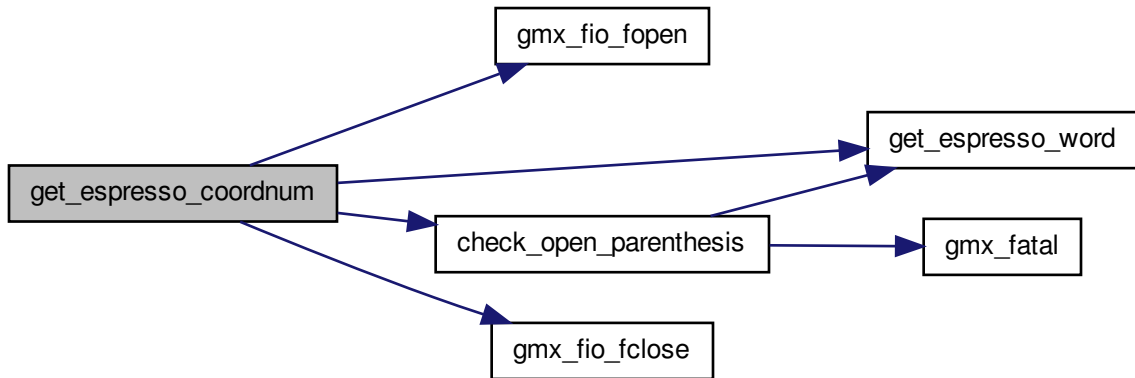 gmx_fio_fopen
get_espresso_word
get_espresso_coordnum
check_open_parenthesis
gmx_fatal
gmx_fio_fclose